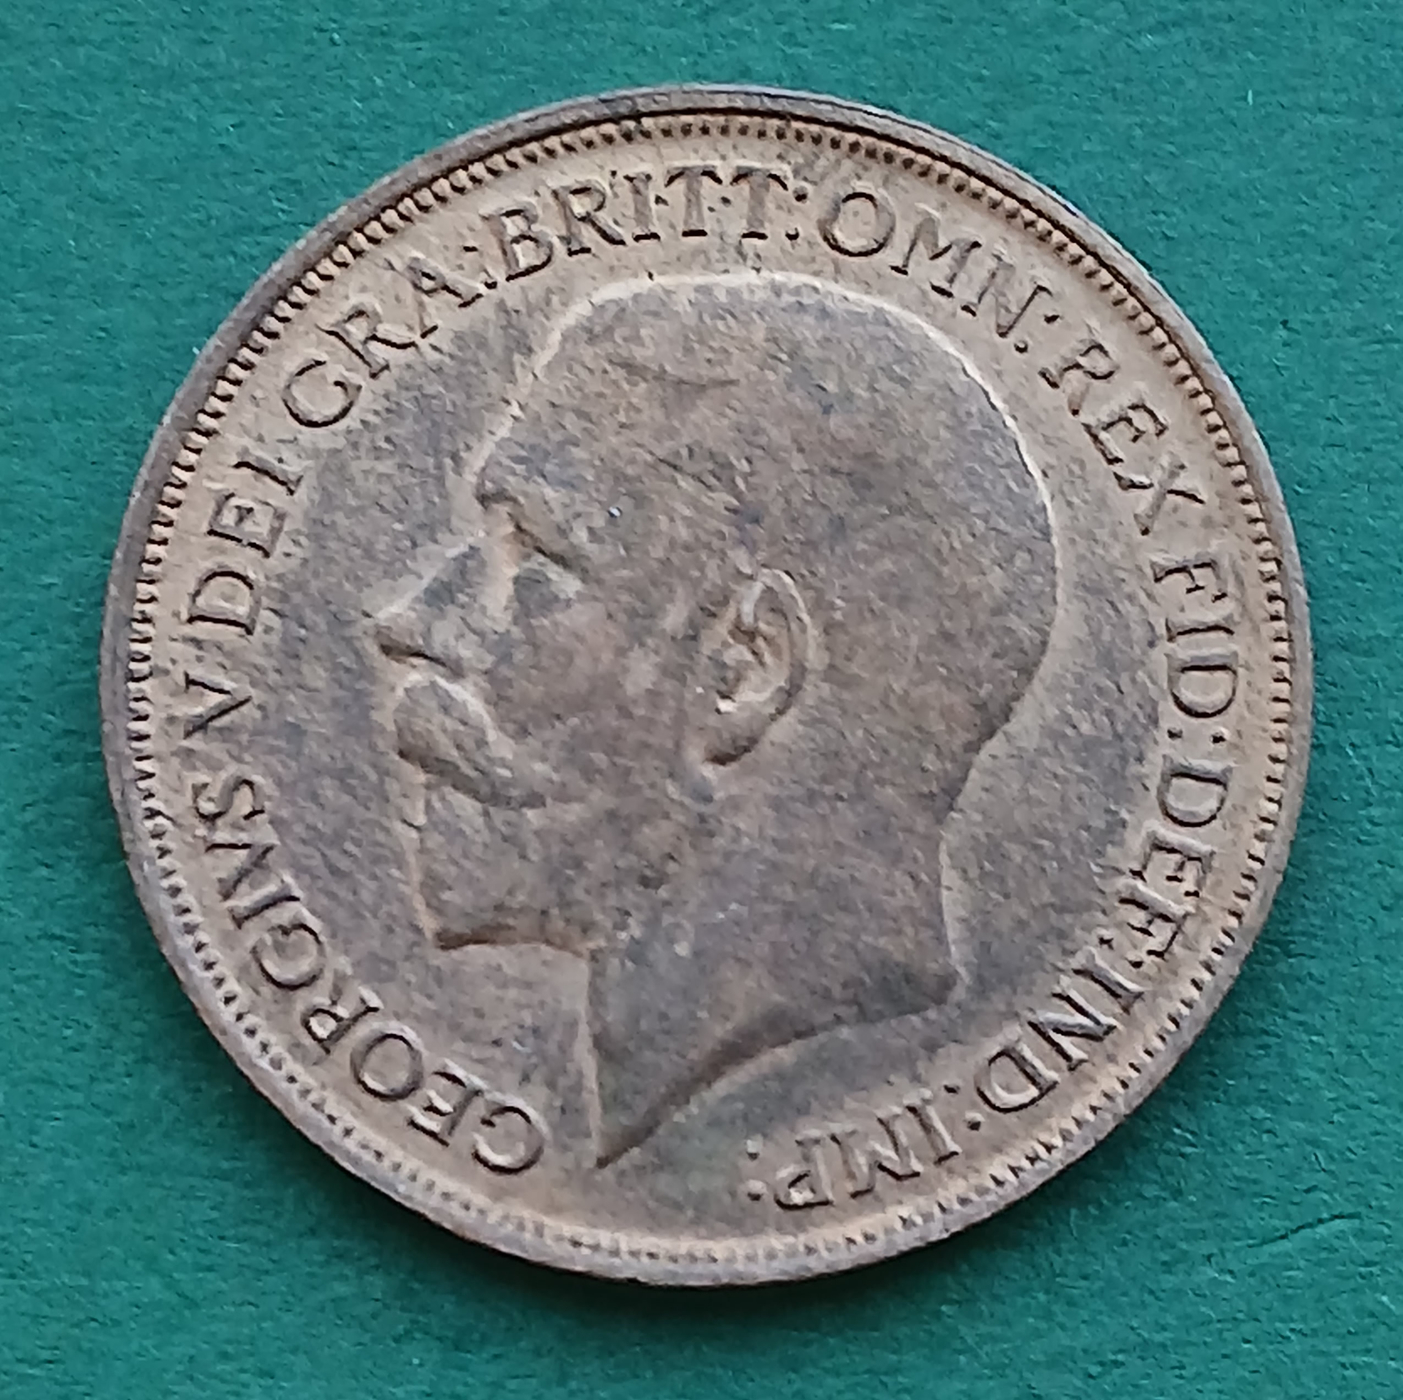 GEORGIVS V DEI GRA: BRITT: OMN: REX FID: DEF: IND: IMP: